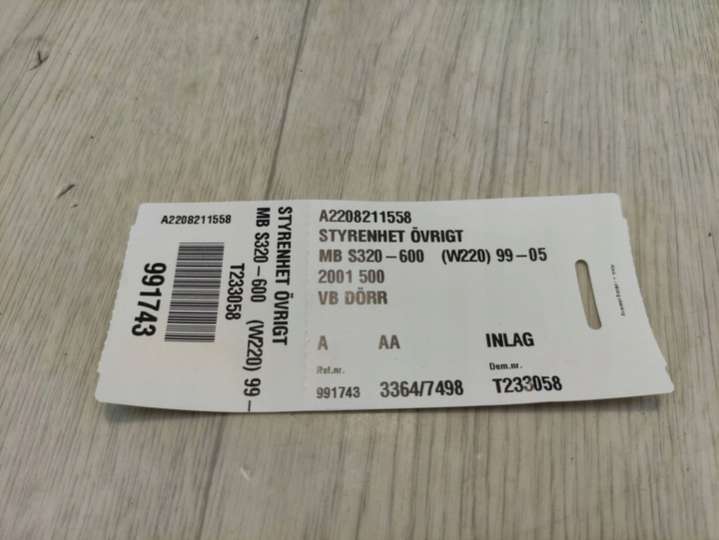 A2208211558
991743
T233058
MB S320-600 (W220) 99-
STYRENHET ÖVRIGT
A2208211558
STYRENHET ÖVRIGT
MB S320-600 (W220) 99-05
2001 500
VB DÖRR
A AA INLAG
Ref.nr. Dem.nr.
991743 3364/7498 T233058